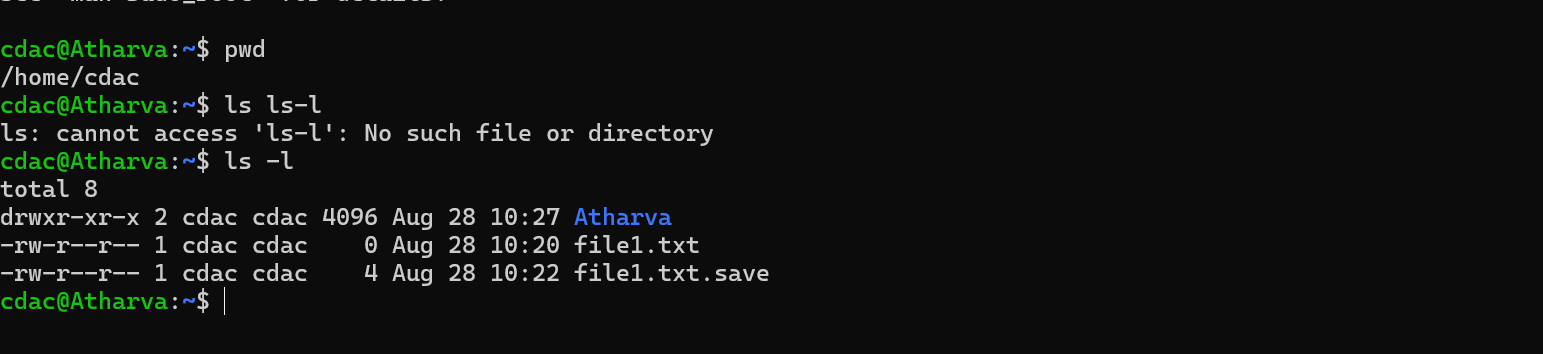 cdac@Atharva:~$ pwd
/home/cdac
cdac@Atharva:~$ ls ls-l
ls: cannot access 'ls-l': No such file or directory
cdac@Atharva:~$ ls -l
total 8
drwxr-xr-x 2 cdac cdac 4096 Aug 28 10:27 Atharva
-rw-r--r-- 1 cdac cdac    0 Aug 28 10:20 file1.txt
-rw-r--r-- 1 cdac cdac    4 Aug 28 10:22 file1.txt.save
cdac@Atharva:~$